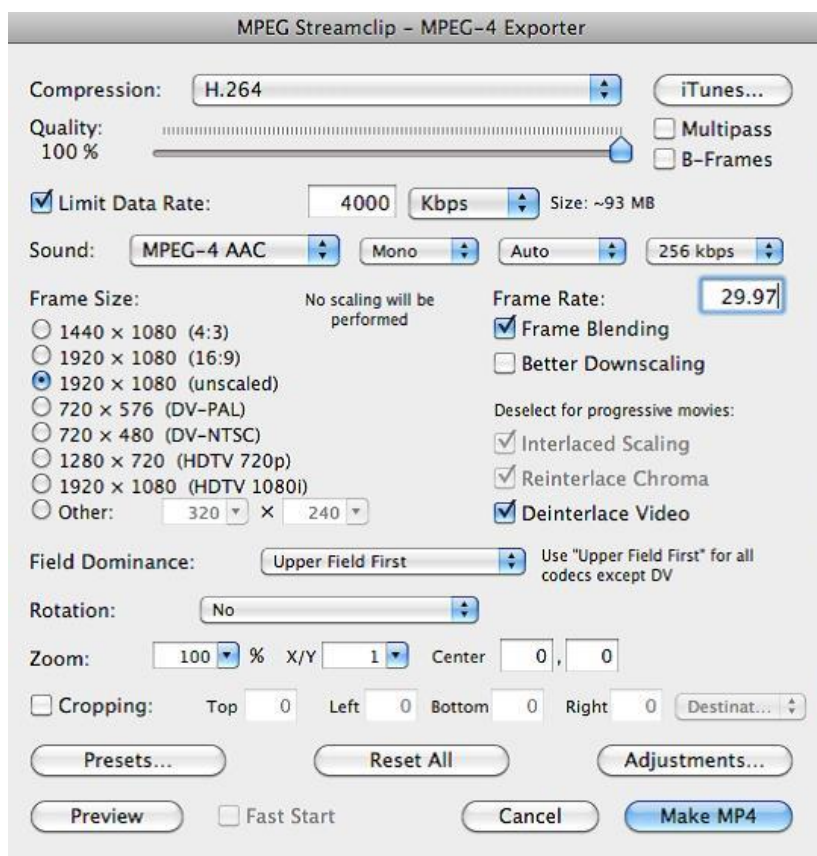 MPEG Streamclip - MPEG-4 Exporter
Compression: H.264 iTunes...
Quality: Multipass
100 % B-Frames
Limit Data Rate: 4000 Kbps Size: ~93 MB
Sound: MPEG-4 AAC Mono Auto 256 kbps
Frame Size: No scaling will be performed Frame Rate: 29.97
1440 × 1080 (4:3) Frame Blending
1920 × 1080 (16:9) Better Downscaling
1920 × 1080 (unscaled)
720 × 576 (DV-PAL) Deselect for progressive movies:
720 × 480 (DV-NTSC) Interlaced Scaling
1280 × 720 (HDTV 720p) Reinterlace Chroma
1920 × 1080 (HDTV 1080i)
Other: 320 × 240 Deinterlace Video
Field Dominance: Upper Field First Use "Upper Field First" for all codecs except DV
Rotation: No
Zoom: 100 % X/Y 1 Center 0 , 0
Cropping: Top 0 Left 0 Bottom 0 Right 0 Destinat...
Presets... Reset All Adjustments...
Preview Fast Start Cancel Make MP4